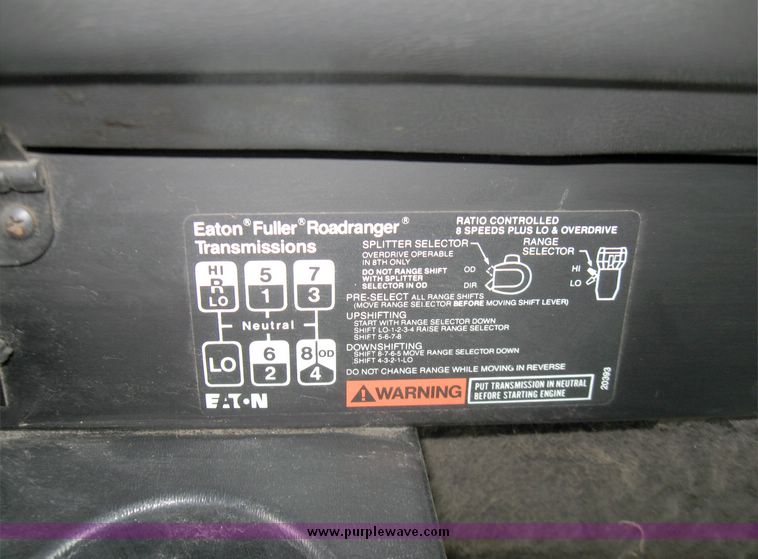 Eaton® Fuller® Roadranger®
Transmissions
RATIO CONTROLLED
8 SPEEDS PLUS LO & OVERDRIVE
HI
R
LO
5
1
7
3
Neutral
LO
6
2
8 OD
4
EATON
SPLITTER SELECTOR
OVERDRIVE OPERABLE
IN 8TH ONLY
DO NOT RANGE SHIFT
WITH SPLITTER
SELECTOR IN OD
OD
DIR
RANGE
SELECTOR
HI
LO
PRE-SELECT ALL RANGE SHIFTS
(MOVE RANGE SELECTOR BEFORE MOVING SHIFT LEVER)
UPSHIFTING
START WITH RANGE SELECTOR DOWN
SHIFT LO-1-2-3-4 RAISE RANGE SELECTOR
SHIFT 5-6-7-8
DOWNSHIFTING
SHIFT 8-7-6-5 MOVE RANGE SELECTOR DOWN
SHIFT 4-3-2-1-LO
DO NOT CHANGE RANGE WHILE MOVING IN REVERSE
WARNING
PUT TRANSMISSION IN NEUTRAL
BEFORE STARTING ENGINE
20393
www.purplewave.com